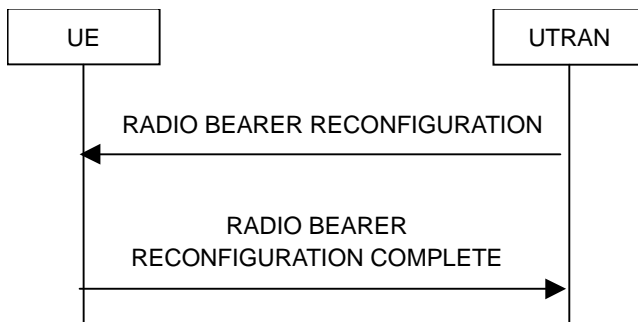 UE
UTRAN
RADIO BEARER RECONFIGURATION
RADIO BEARER
RECONFIGURATION COMPLETE